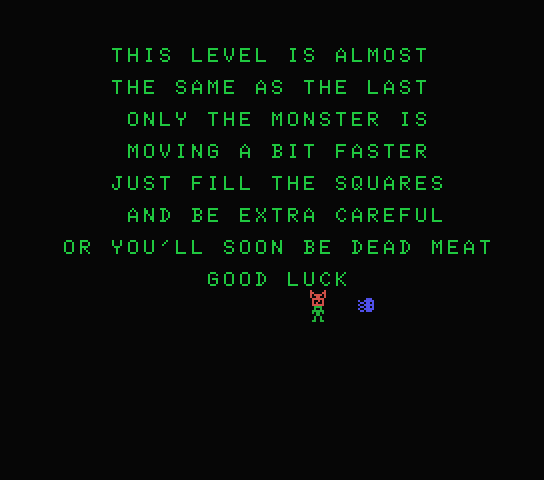 THIS LEVEL IS ALMOST
THE SAME AS THE LAST
ONLY THE MONSTER IS
MOVING A BIT FASTER
JUST FILL THE SQUARES
AND BE EXTRA CAREFUL
OR YOU'LL SOON BE DEAD MEAT
GOOD LUCK